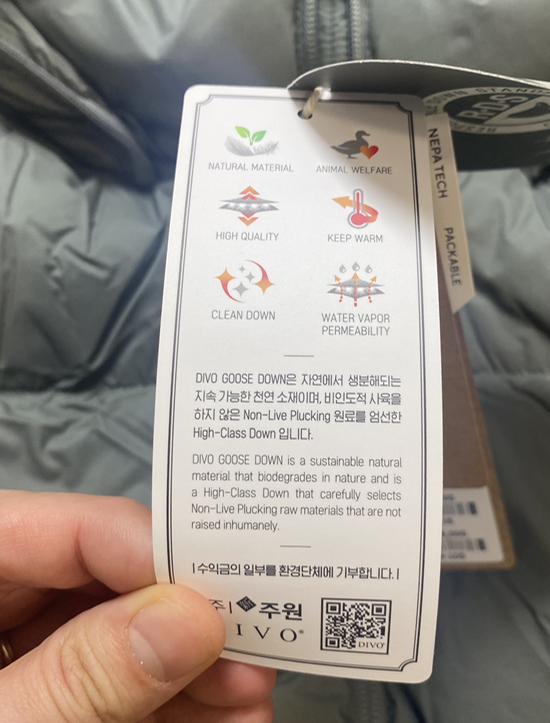 NATURAL MATERIAL
ANIMAL WELFARE
HIGH QUALITY
KEEP WARM
CLEAN DOWN
WATER VAPOR
PERMEABILITY
DIVO GOOSE DOWN은 자연에서 생분해되는
지속 가능한 천연 소재이며, 비인도적 사육을
하지 않은 Non-Live Plucking 원료를 엄선한
High-Class Down 입니다.
DIVO GOOSE DOWN is a sustainable natural
material that biodegrades in nature and is
a High-Class Down that carefully selects
Non-Live Plucking raw materials that are not
raised inhumanely.
| 수익금의 일부를 환경단체에 기부합니다. |
주| 주원
IVO®
DIVO®
NEPA TECH
PACKABLE
RDS